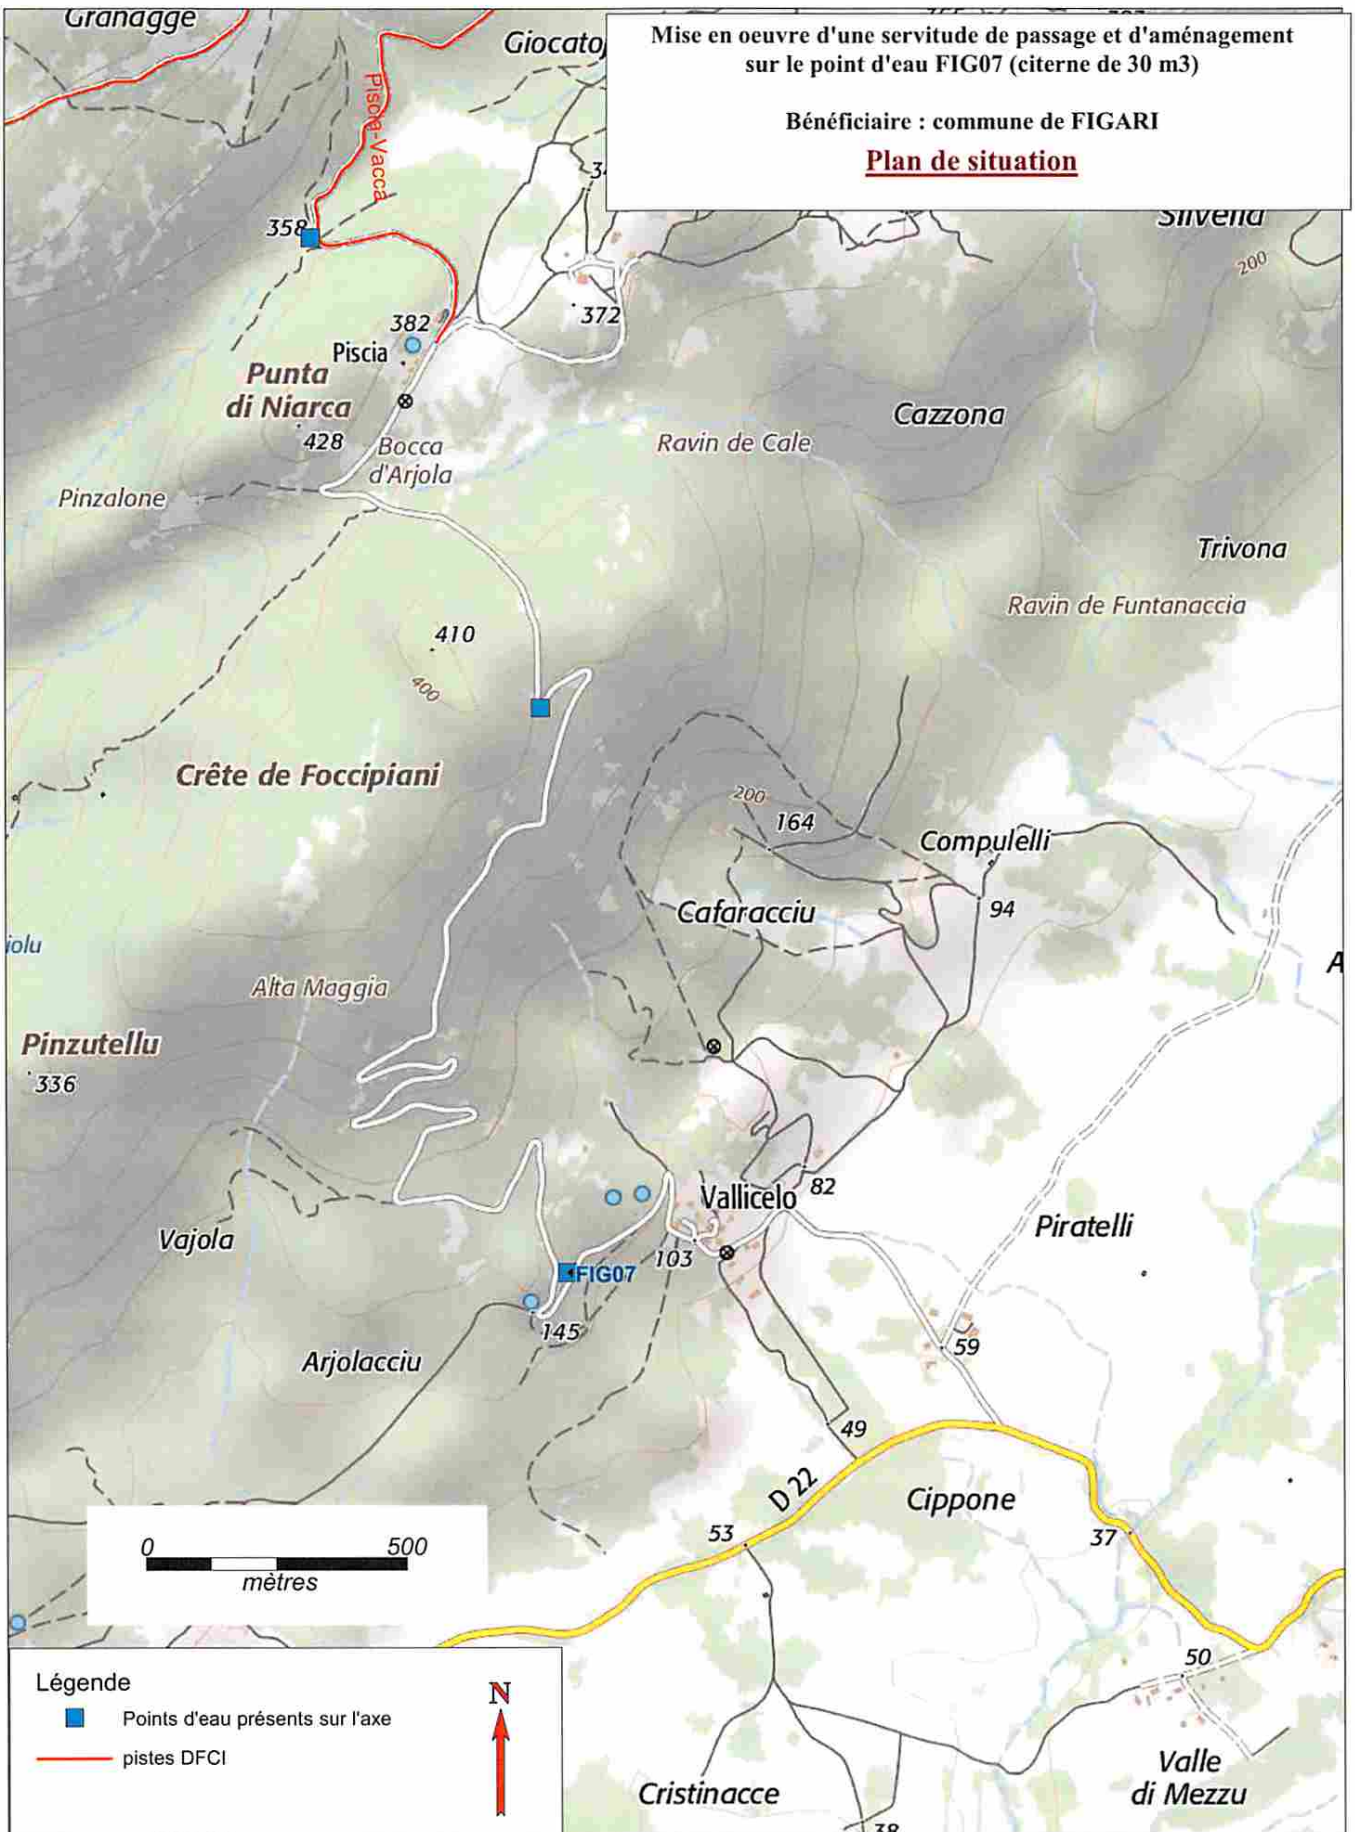 Granagge
Giocato
Mise en oeuvre d'une servitude de passage et d'aménagement
sur le point d'eau FIG07 (citerne de 30 m3)
Bénéficiaire : commune de FIGARI
Plan de situation
Piscia-Vacca
358
Silvella
200
372
382
Piscia
Punta
di Niarca
428
Bocca
d'Arjola
Cazzona
Ravin de Cale
Pinzalone
Trivona
Ravin de Funtanaccia
410
400
Crête de Foccipiani
200
164
Compulelli
Cafaracciu
94
iolu
A
Alta Maggia
Pinzutellu
336
Vallicelo
82
Vajola
Piratelli
103
FIG07
145
59
Arjolacciu
49
D 22
Cippone
53
37
0
500
mètres
50
Légende
N
Points d'eau présents sur l'axe
pistes DFCI
Valle
di Mezzu
Cristinacce
38